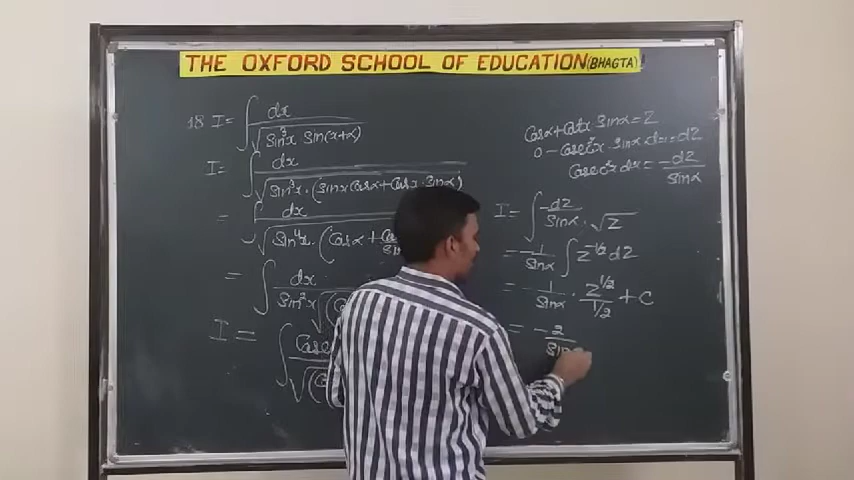 THE OXFORD SCHOOL OF EDUCATION (BHAGTA)
18 I = ∫ dx / √(sin³x sin(x+α))
I = ∫ dx / √(sin³x · (sinx cosα + cosx · sinα)
= ∫ dx / √(sin⁴x · (cosα +
= ∫ dx / sin²x √
I = ∫
cosα + cotx sinα = Z
0 - cosec²x · sinα dx = dZ
cosec²x dx = -dZ / sinα
I = ∫ -dZ / sinα · √Z
= -1/sinα ∫ Z^-1/2 dZ
= -1/sinα · Z^1/2 / 1/2 + C
= -2 /